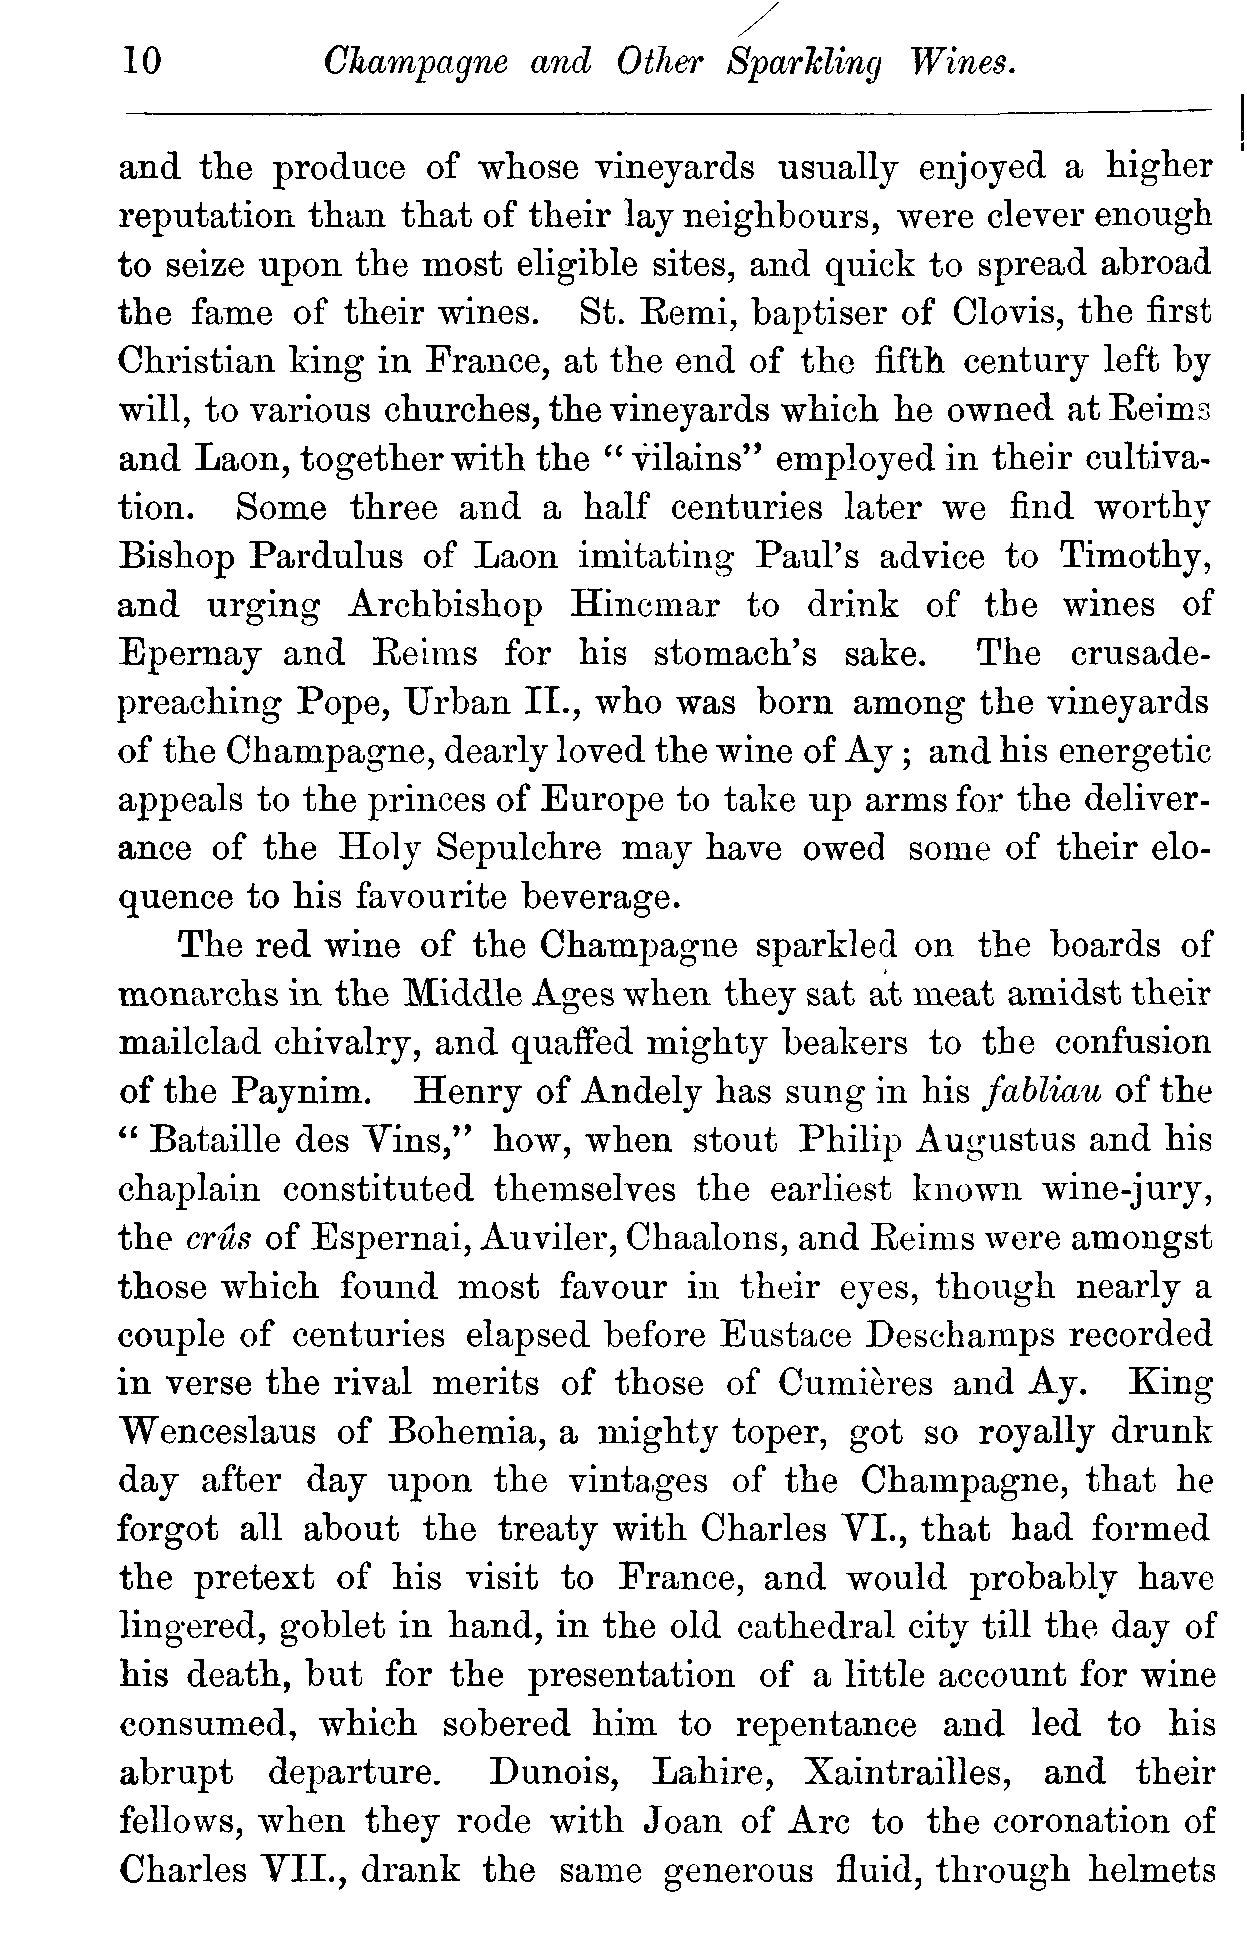 10 Champagne and Other Sparkling Wines.
and the produce of whose vineyards usually enjoyed a higher
reputation than that of their lay neighbours, were clever enough
to seize upon the most eligible sites, and quick to spread abroad
the fame of their wines. St. Remi, baptiser of Clovis, the first
Christian king in France, at the end of the fifth century left by
will, to various churches, the vineyards which he owned at Reims
and Laon, together with the “vilains” employed in their cultiva-
tion. Some three and a half centuries later we find worthy
Bishop Pardulus of Laon imitating Paul’s advice to Timothy,
and urging Archbishop Hincmar to drink of the wines of
Epernay and Reims for his stomach’s sake. The crusade-
preaching Pope, Urban II., who was born among the vineyards
of the Champagne, dearly loved the wine of Ay; and his energetic
appeals to the princes of Europe to take up arms for the deliver-
ance of the Holy Sepulchre may have owed some of their elo-
quence to his favourite beverage.
The red wine of the Champagne sparkled on the boards of
monarchs in the Middle Ages when they sat at meat amidst their
mailclad chivalry, and quaffed mighty beakers to the confusion
of the Paynim. Henry of Andely has sung in his fabliau of the
“Bataille des Vins,” how, when stout Philip Augustus and his
chaplain constituted themselves the earliest known wine-jury,
the crûs of Espernai, Auviler, Chaalons, and Reims were amongst
those which found most favour in their eyes, though nearly a
couple of centuries elapsed before Eustace Deschamps recorded
in verse the rival merits of those of Cumières and Ay. King
Wenceslaus of Bohemia, a mighty toper, got so royally drunk
day after day upon the vintages of the Champagne, that he
forgot all about the treaty with Charles VI., that had formed
the pretext of his visit to France, and would probably have
lingered, goblet in hand, in the old cathedral city till the day of
his death, but for the presentation of a little account for wine
consumed, which sobered him to repentance and led to his
abrupt departure. Dunois, Lahire, Xaintrailles, and their
fellows, when they rode with Joan of Arc to the coronation of
Charles VII., drank the same generous fluid, through helmets